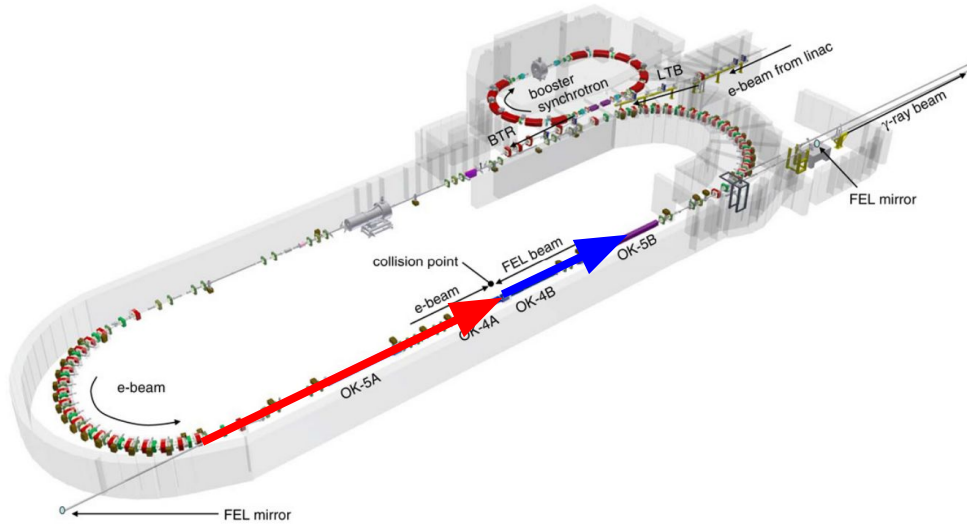 booster
synchrotron
LTB
e-beam from linac
BTR
γ-ray beam
FEL mirror
collision point
FEL beam
OK-5B
e-beam
OK-4B
OK-4A
OK-5A
e-beam
FEL mirror